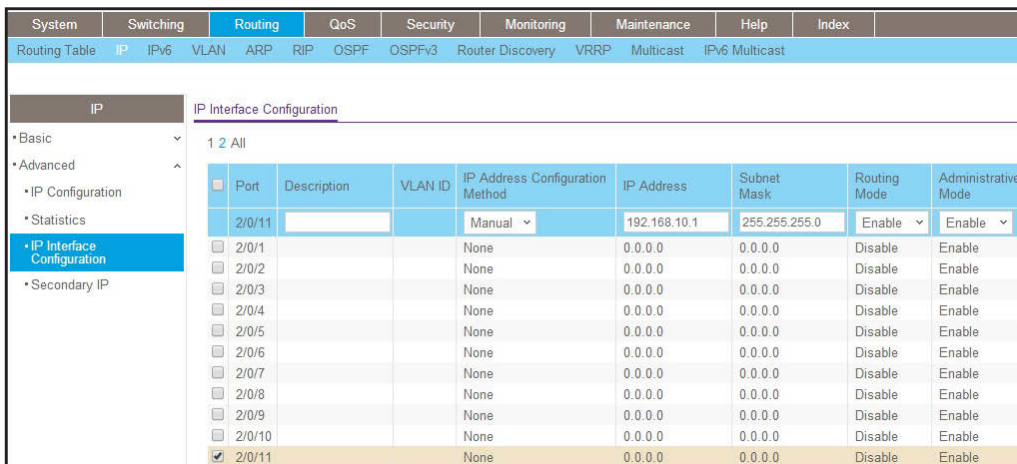 System Switching Routing QoS Security Monitoring Maintenance Help Index
Routing Table IP IPv6 VLAN ARP RIP OSPF OSPFv3 Router Discovery VRRP Multicast IPv6 Multicast
IP
Basic
Advanced
IP Configuration
Statistics
IP Interface
Configuration
Secondary IP
IP Interface Configuration
1 2 All
Port Description VLAN ID IP Address Configuration Method IP Address Subnet Mask Routing Mode Administrative Mode
2/0/11 Manual 192.168.10.1 255.255.255.0 Enable Enable
2/0/1 None 0.0.0.0 0.0.0.0 Disable Enable
2/0/2 None 0.0.0.0 0.0.0.0 Disable Enable
2/0/3 None 0.0.0.0 0.0.0.0 Disable Enable
2/0/4 None 0.0.0.0 0.0.0.0 Disable Enable
2/0/5 None 0.0.0.0 0.0.0.0 Disable Enable
2/0/6 None 0.0.0.0 0.0.0.0 Disable Enable
2/0/7 None 0.0.0.0 0.0.0.0 Disable Enable
2/0/8 None 0.0.0.0 0.0.0.0 Disable Enable
2/0/9 None 0.0.0.0 0.0.0.0 Disable Enable
2/0/10 None 0.0.0.0 0.0.0.0 Disable Enable
2/0/11 None 0.0.0.0 0.0.0.0 Disable Enable